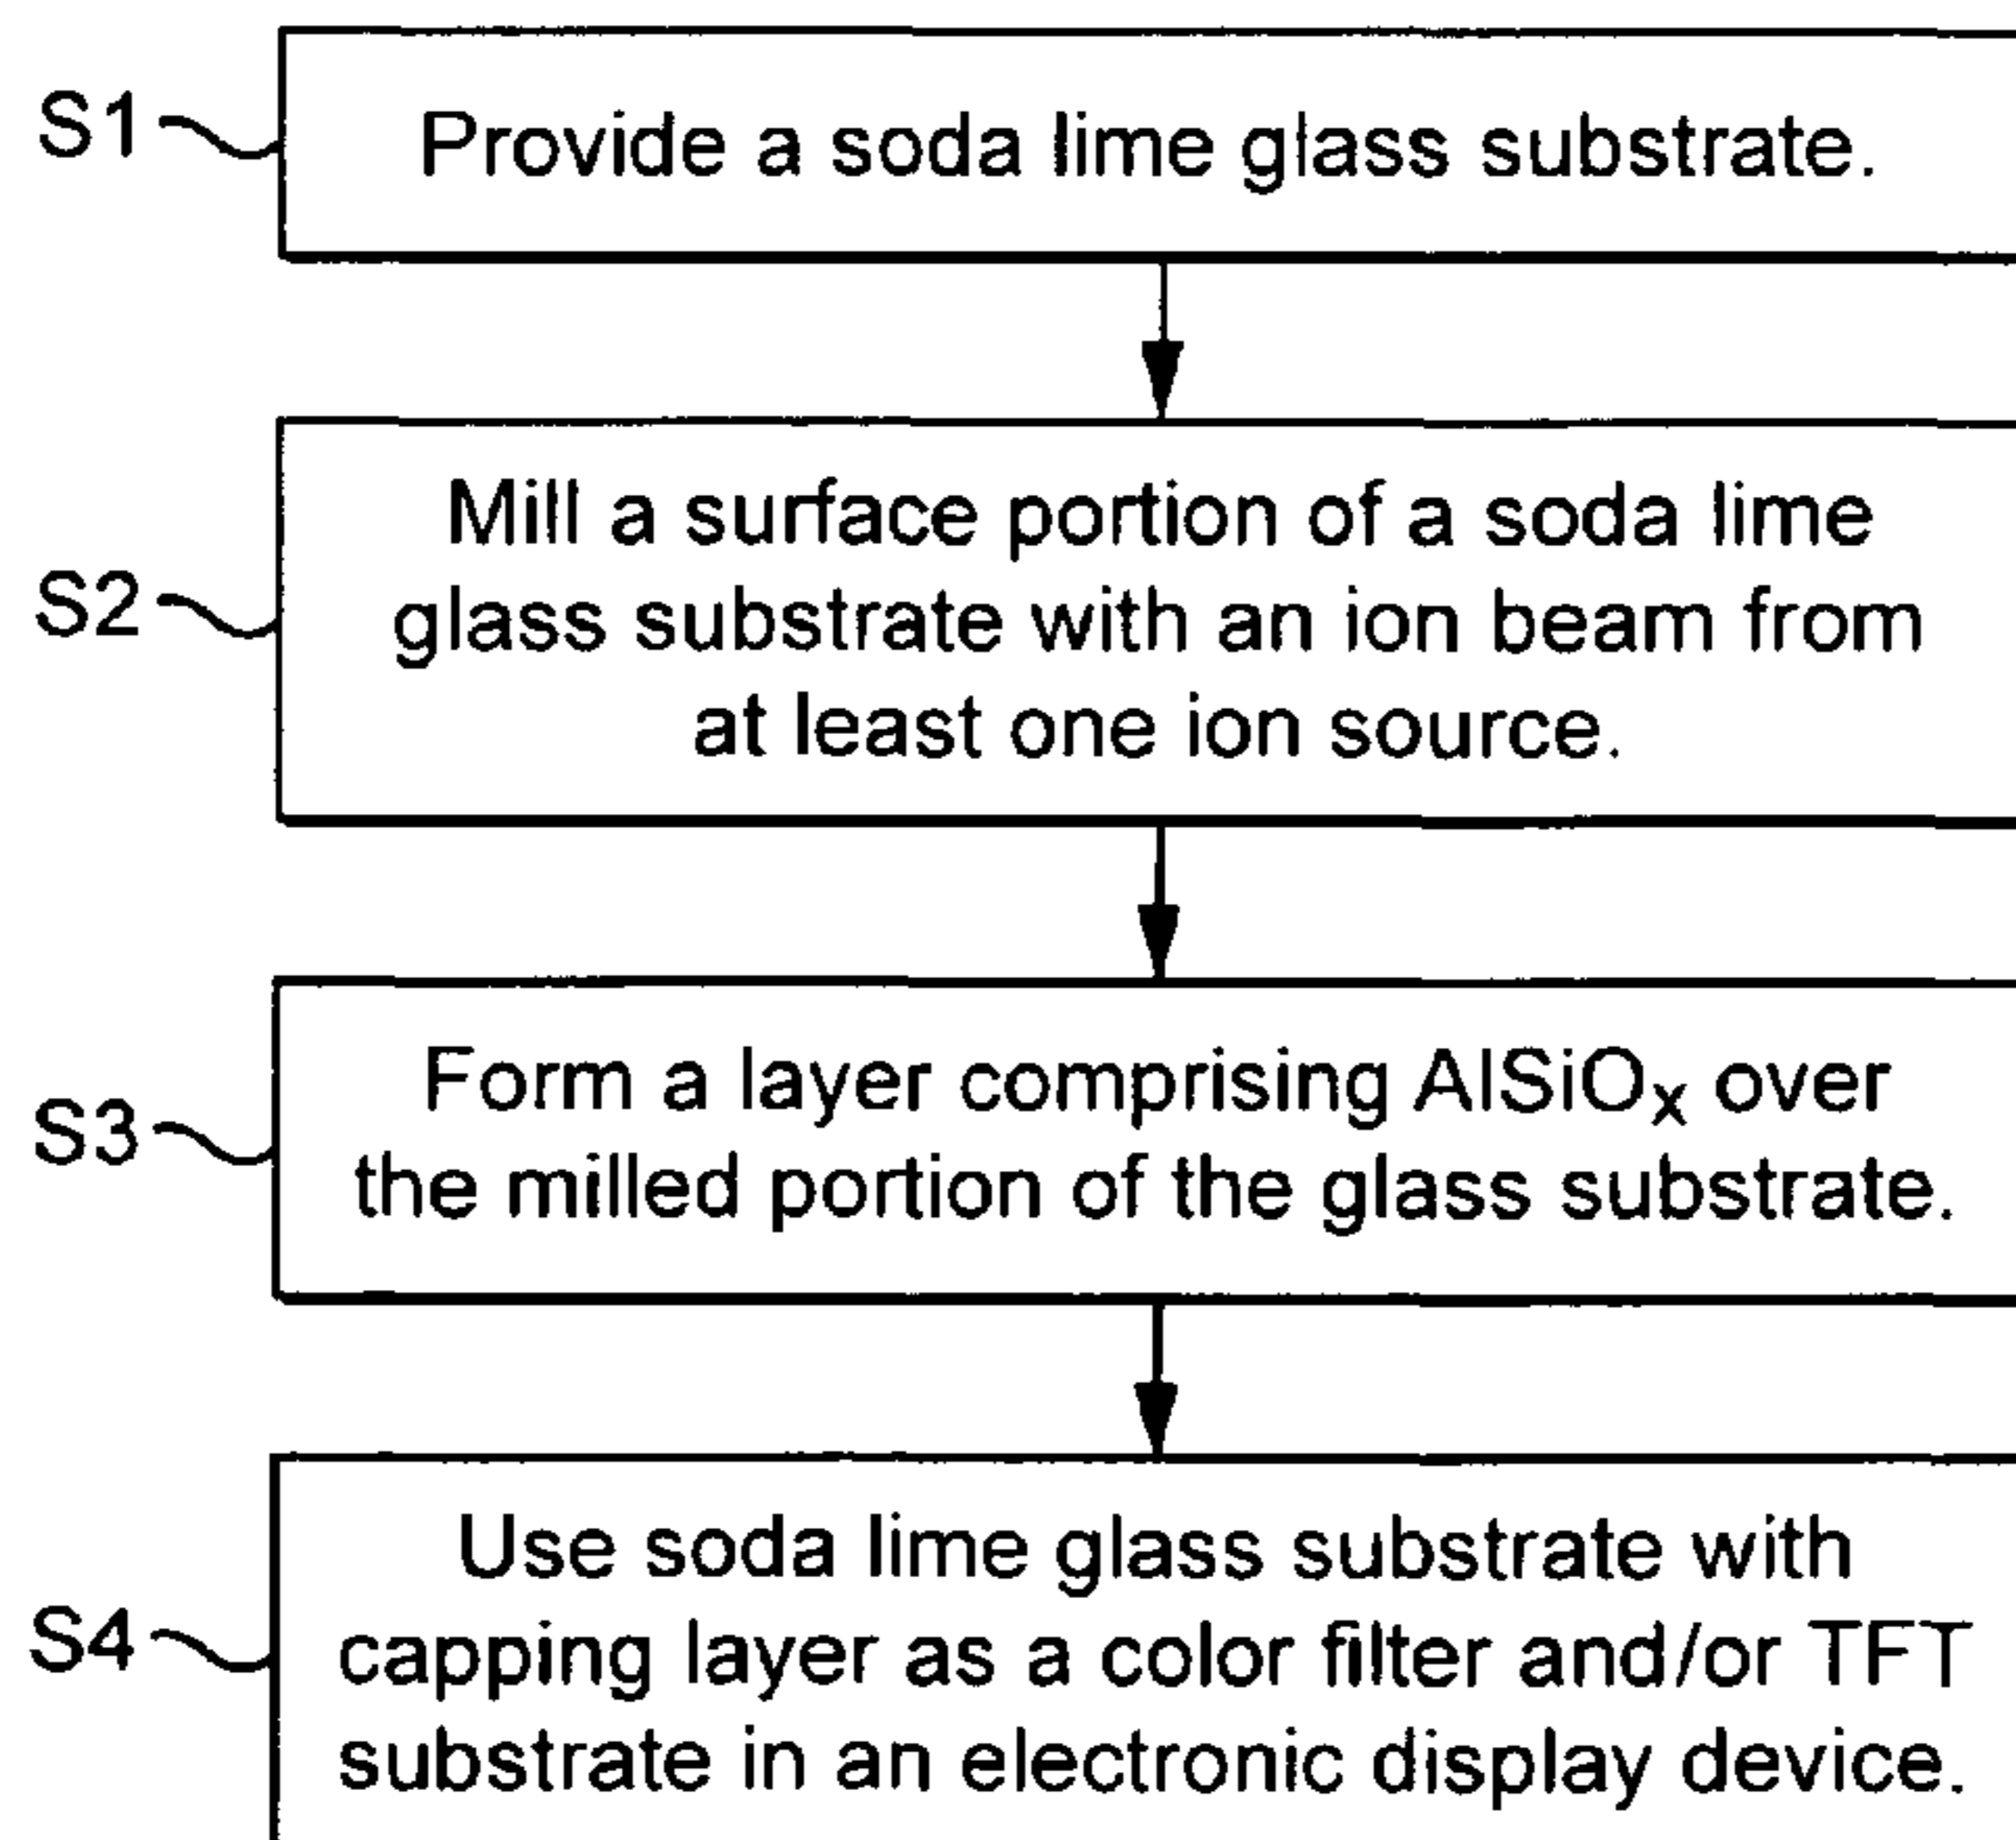 S1
Provide a soda lime glass substrate.
S2
Mill a surface portion of a soda lime
glass substrate with an ion beam from
at least one ion source.
S3
Form a layer comprising AlSiOₓ over
the milled portion of the glass substrate.
S4
Use soda lime glass substrate with
capping layer as a color filter and/or TFT
substrate in an electronic display device.